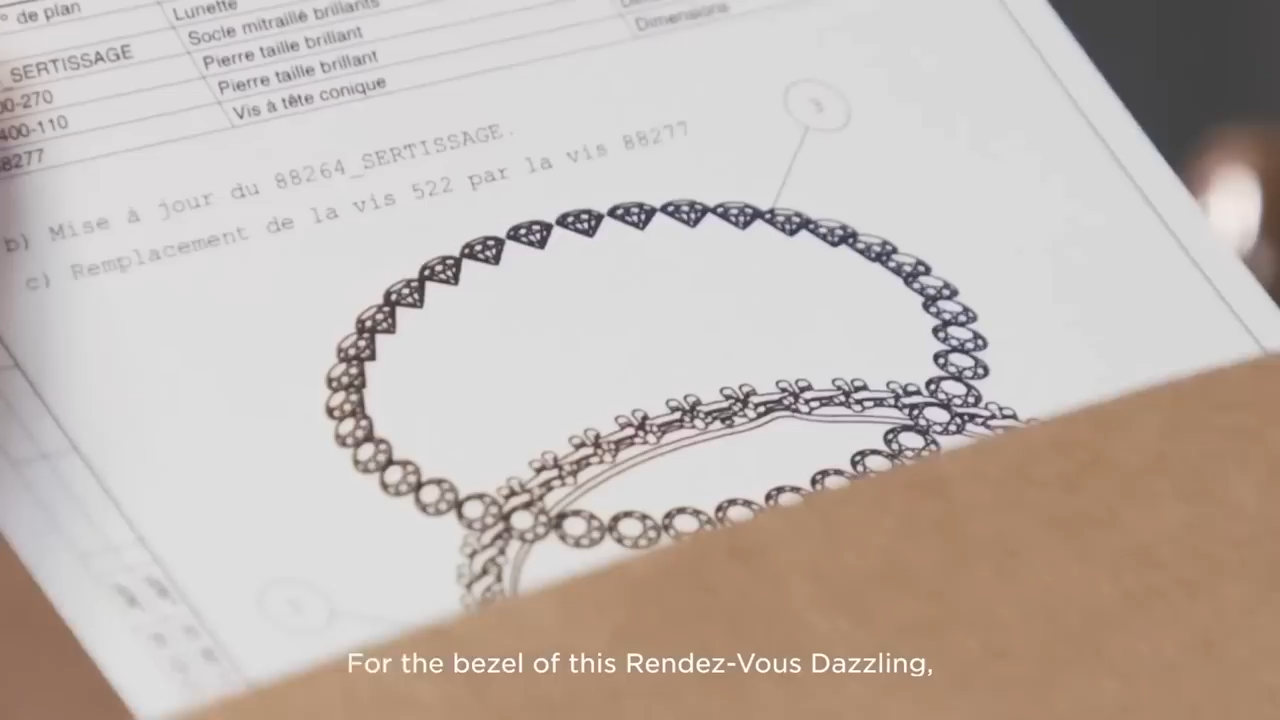 ° de plan
Lunette
Socle mitraillé brillants
_SERTISSAGE
Pierre taille brillant
00-270
Pierre taille brillant
400-110
Vis à tête conique
88277
Dimensions
3
b) Mise à jour du 88264_SERTISSAGE.
c) Remplacement de la vis 522 par la vis 88277
For the bezel of this Rendez-Vous Dazzling,